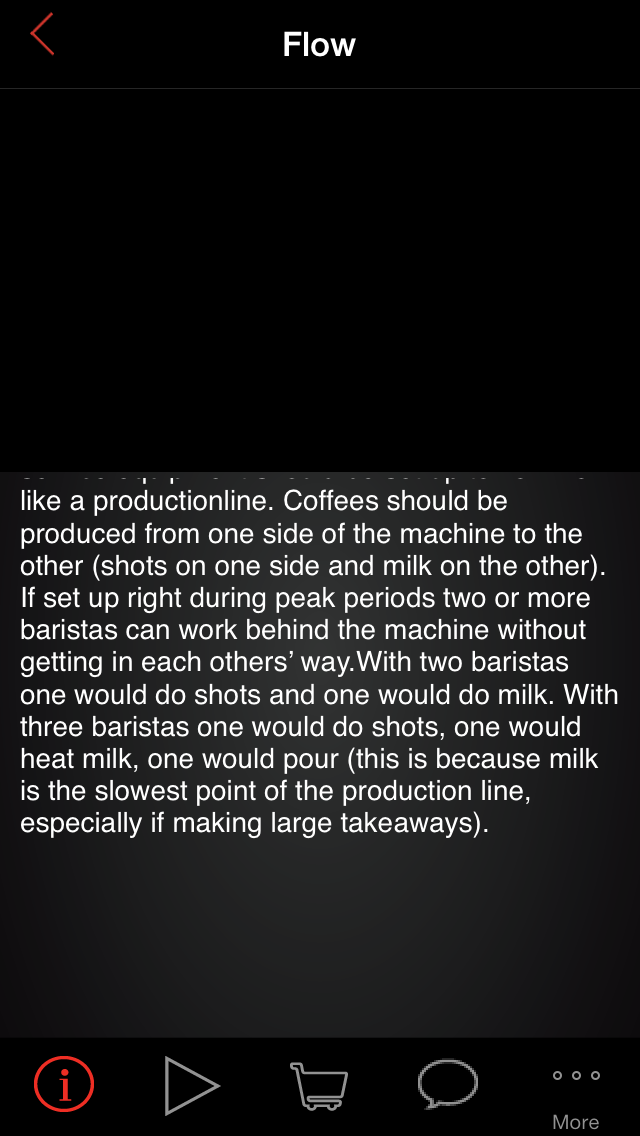 Flow
like a productionline. Coffees should be
produced from one side of the machine to the
other (shots on one side and milk on the other).
If set up right during peak periods two or more
baristas can work behind the machine without
getting in each others’ way.With two baristas
one would do shots and one would do milk. With
three baristas one would do shots, one would
heat milk, one would pour (this is because milk
is the slowest point of the production line,
especially if making large takeaways).
More